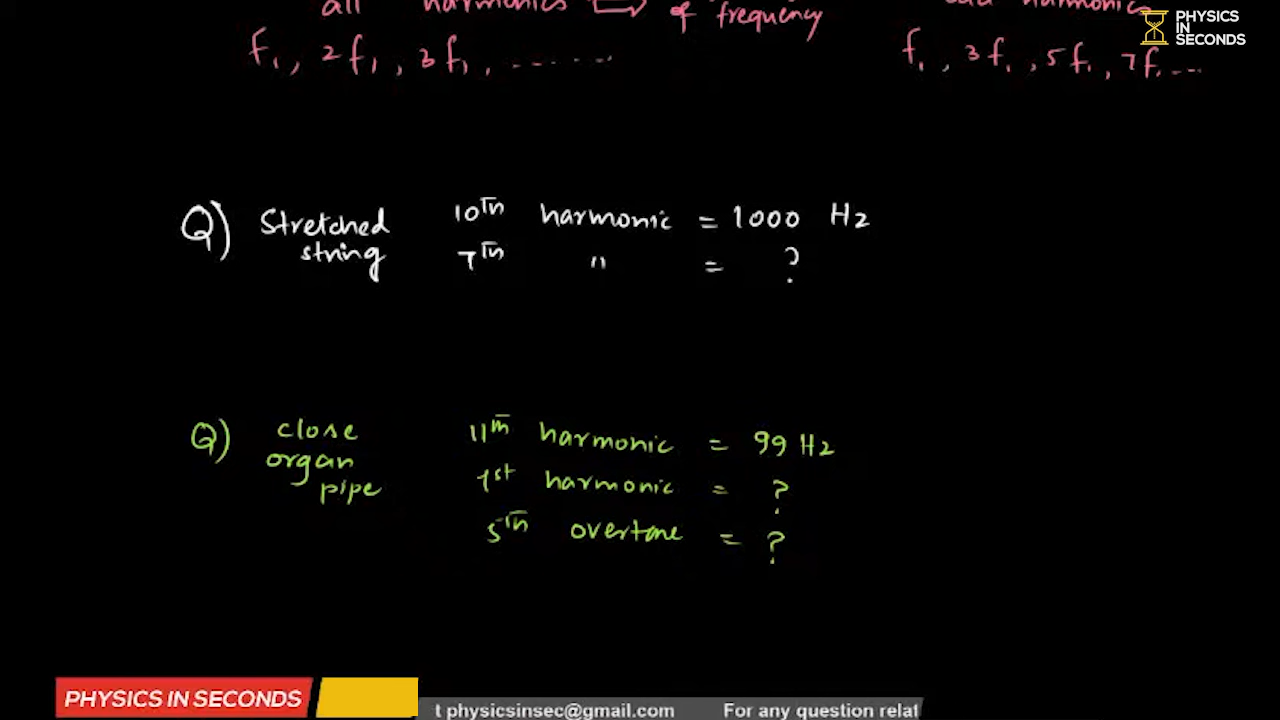 all harmonics
of frequency
odd harmonics
PHYSICS
IN
SECONDS
f₁, 2f₁, 3f₁, .......
f₁, 3f₁, 5f₁, 7f₁...
Q) Stretched string
10th harmonic = 1000 Hz
7th " = ?
Q) close organ pipe
11th harmonic = 99 Hz
1st harmonic = ?
5th overtone = ?
PHYSICS IN SECONDS
t physicsinsec@gmail.com For any question relat